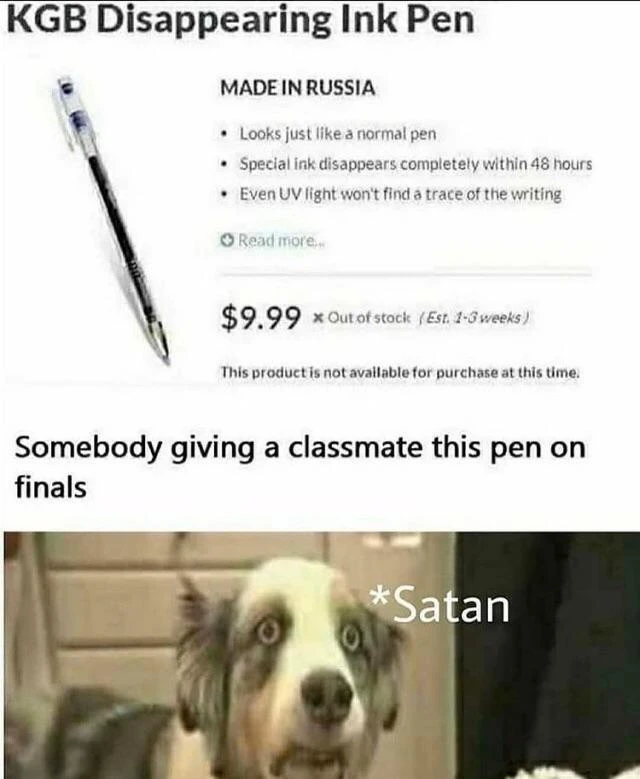 KGB Disappearing Ink Pen
MADE IN RUSSIA
• Looks just like a normal pen
• Special ink disappears completely within 48 hours
• Even UV light won't find a trace of the writing
Read more...
$9.99 × Out of stock (Est. 1-3 weeks)
This product is not available for purchase at this time.
Somebody giving a classmate this pen on
finals
*Satan